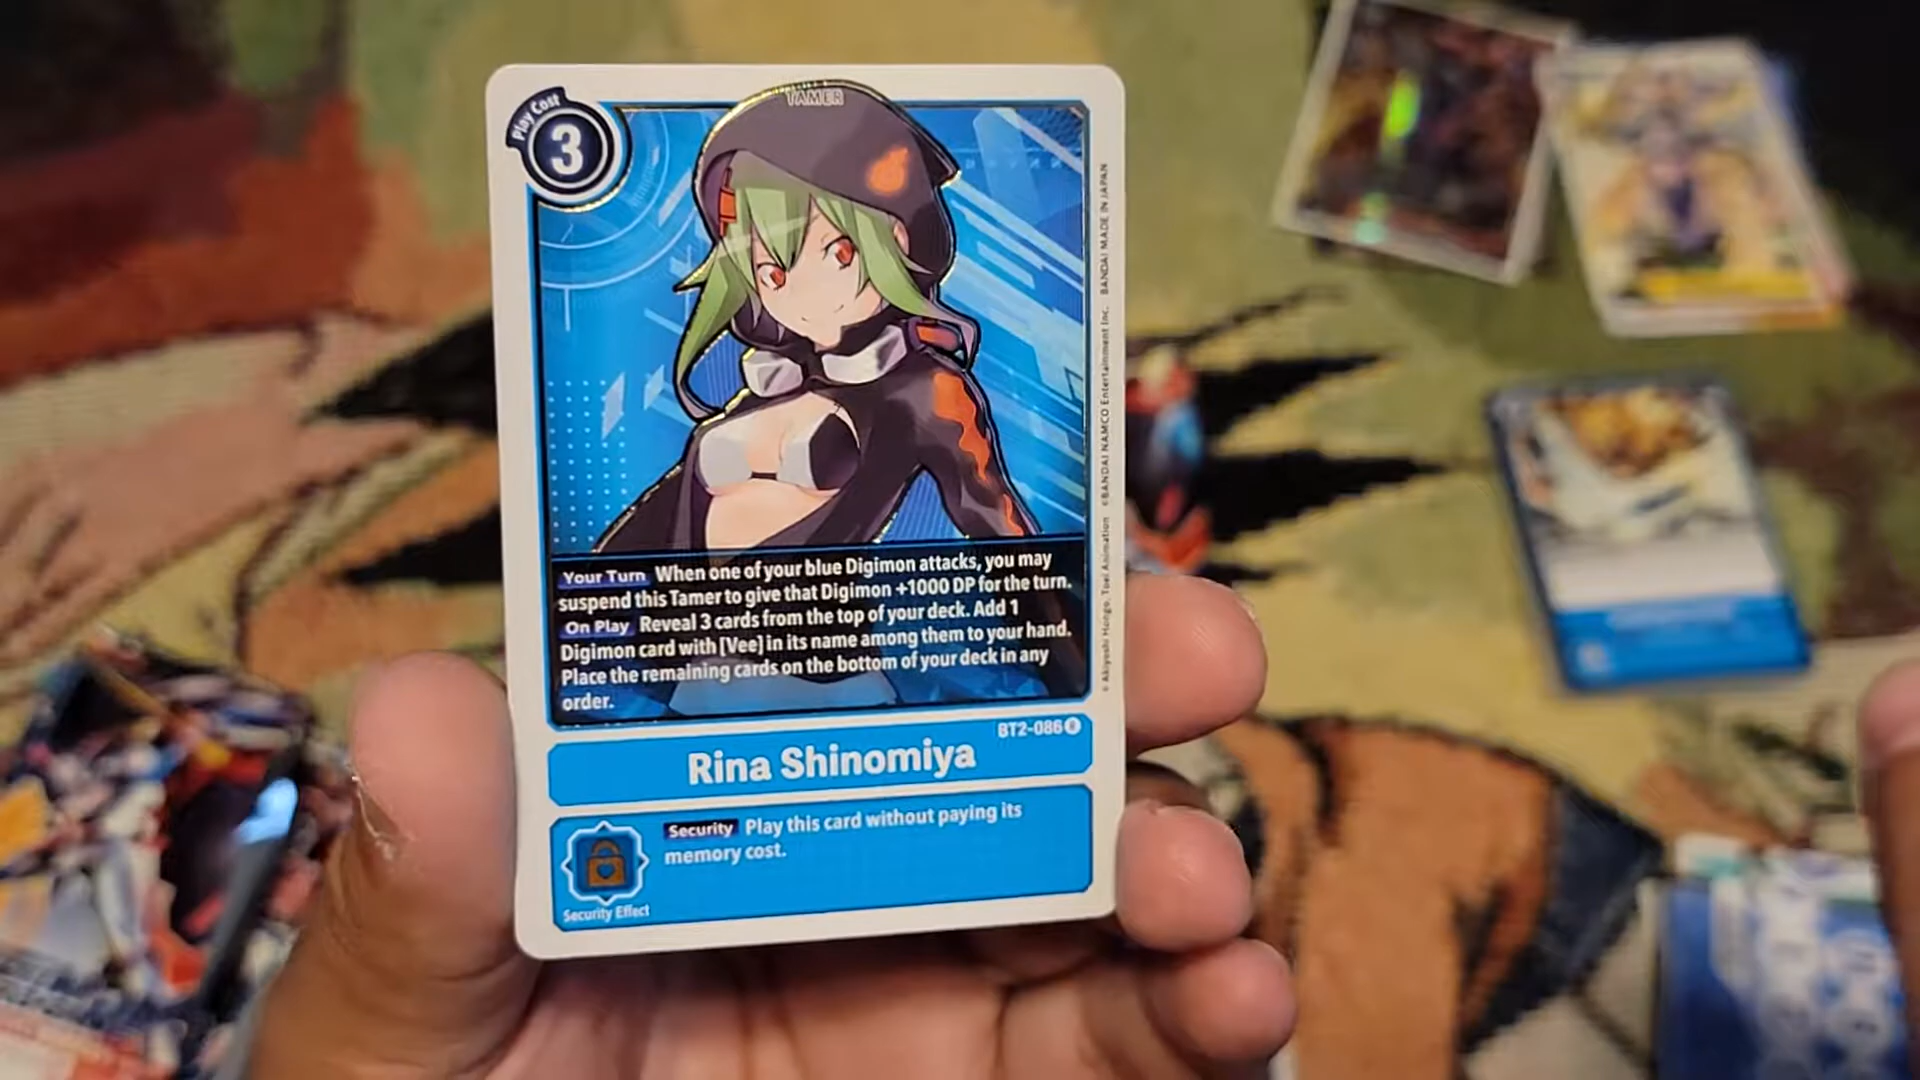 TAMER
Play Cost
3
Your Turn When one of your blue Digimon attacks, you may
suspend this Tamer to give that Digimon +1000 DP for the turn.
On Play Reveal 3 cards from the top of your deck. Add 1
Digimon card with [Vee] in its name among them to your hand.
Place the remaining cards on the bottom of your deck in any
order.
BT2-086 R
Rina Shinomiya
Security Play this card without paying its
memory cost.
Security Effect
© Akiyoshi Hongo, Toei Animation ©BANDAI NAMCO Entertainment Inc. BANDAI MADE IN JAPAN